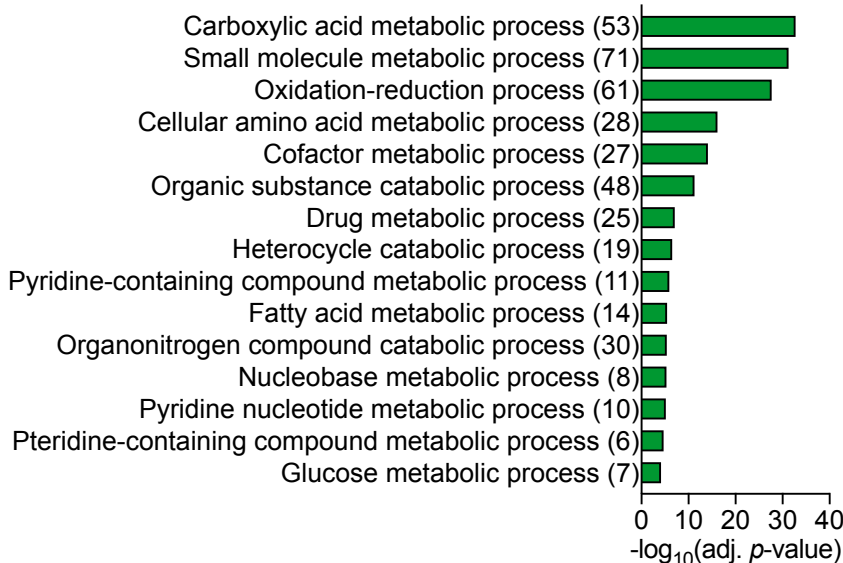 Carboxylic acid metabolic process (53)
Small molecule metabolic process (71)
Oxidation-reduction process (61)
Cellular amino acid metabolic process (28)
Cofactor metabolic process (27)
Organic substance catabolic process (48)
Drug metabolic process (25)
Heterocycle catabolic process (19)
Pyridine-containing compound metabolic process (11)
Fatty acid metabolic process (14)
Organonitrogen compound catabolic process (30)
Nucleobase metabolic process (8)
Pyridine nucleotide metabolic process (10)
Pteridine-containing compound metabolic process (6)
Glucose metabolic process (7)
0 10 20 30 40
-log₁₀(adj. p-value)